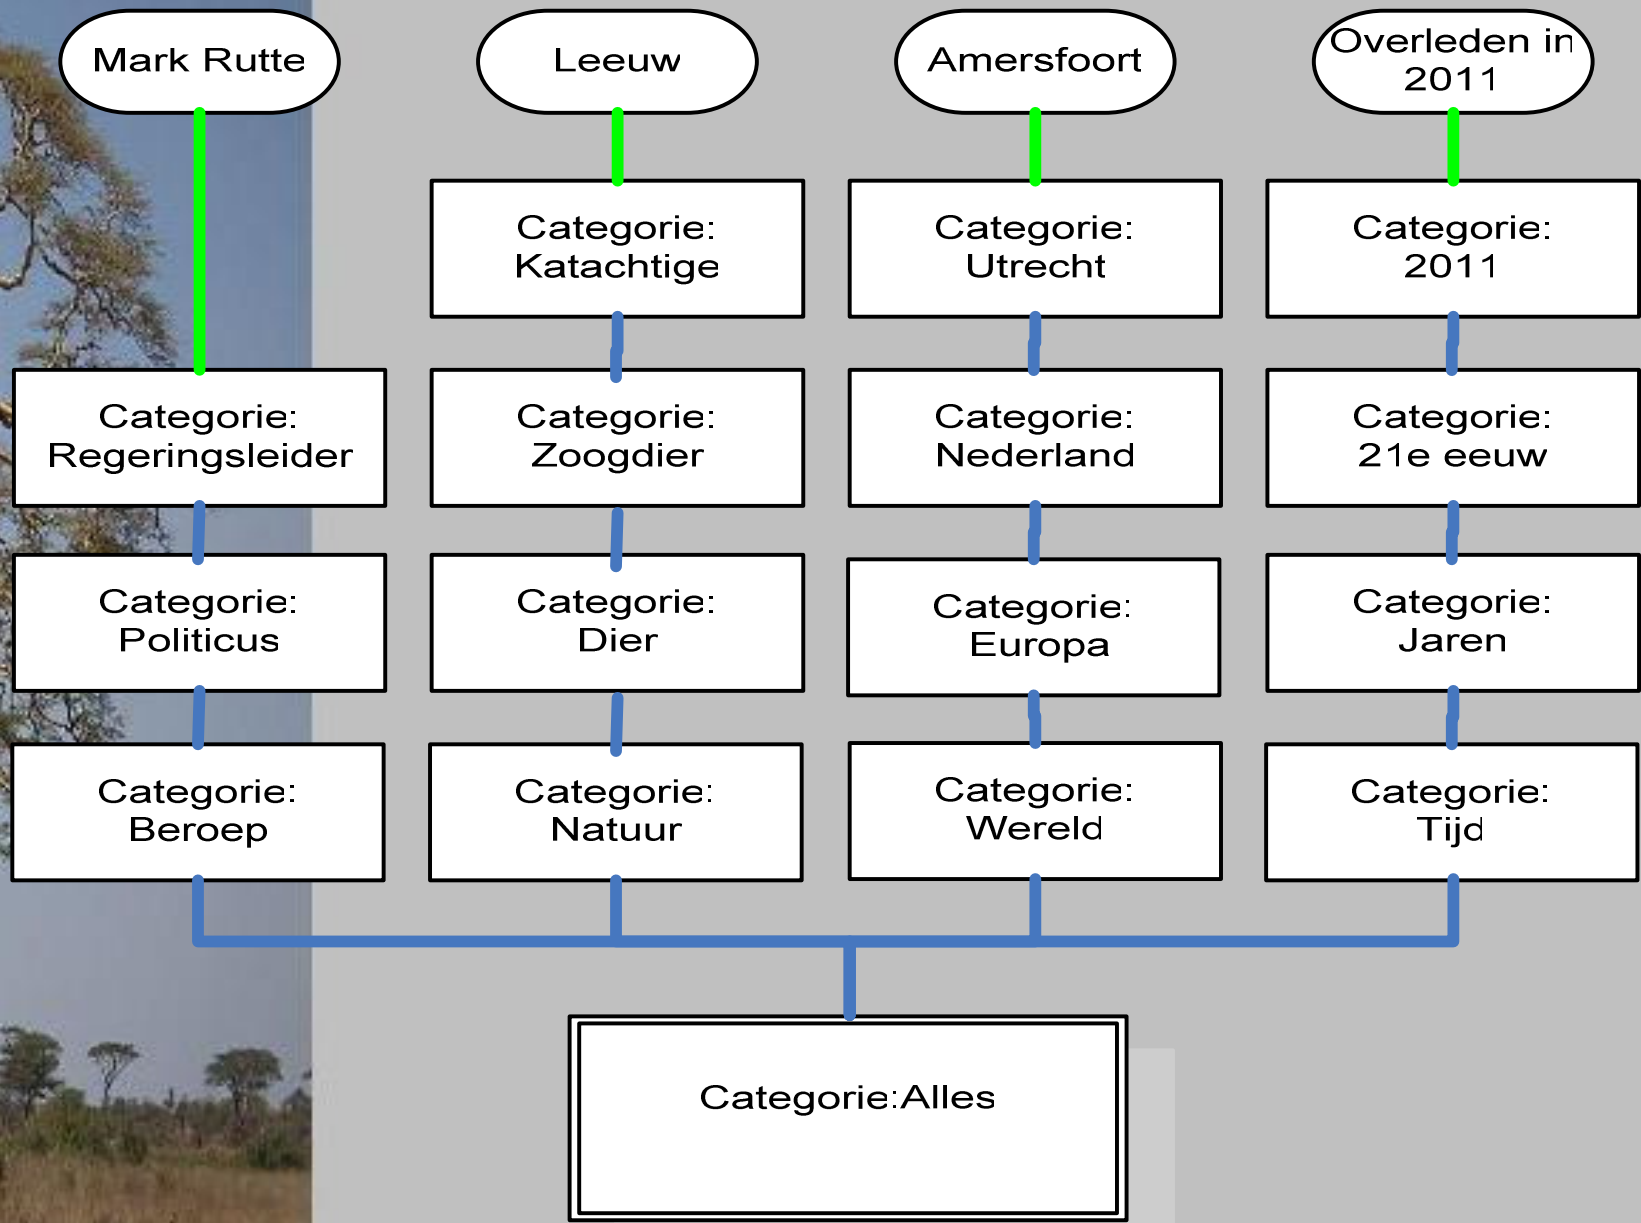 Mark Rutte
Leeuw
Amersfoort
Overleden in
2011
Categorie:
Katachtige
Categorie:
Utrecht
Categorie:
2011
Categorie:
Regeringsleider
Categorie:
Zoogdier
Categorie:
Nederland
Categorie:
21e eeuw
Categorie:
Politicus
Categorie:
Dier
Categorie:
Europa
Categorie:
Jaren
Categorie:
Beroep
Categorie:
Natuur
Categorie:
Wereld
Categorie:
Tijd
Categorie:Alles